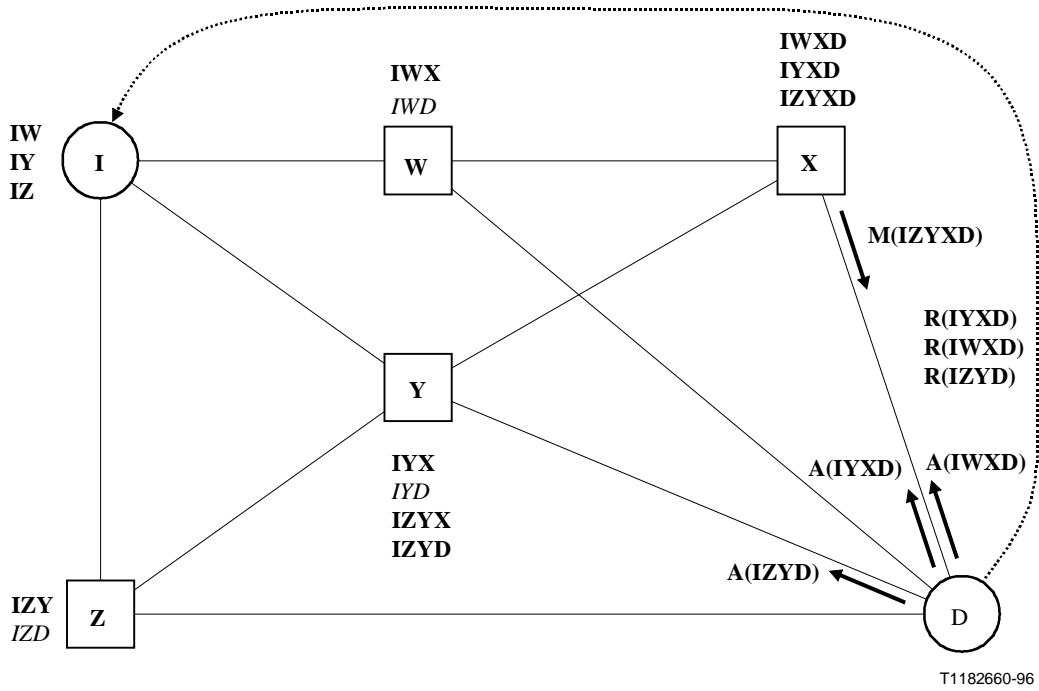 IWXD
IYXD
IZYXD
IWX
IWD
IW
IY
IZ
I
W
X
M(IZYXD)
R(IYXD)
R(IWXD)
R(IZYD)
Y
IYX
IYD
IZYX
IZYD
A(IYXD)
A(IWXD)
A(IZYD)
IZY
IZD
Z
D
T1182660-96